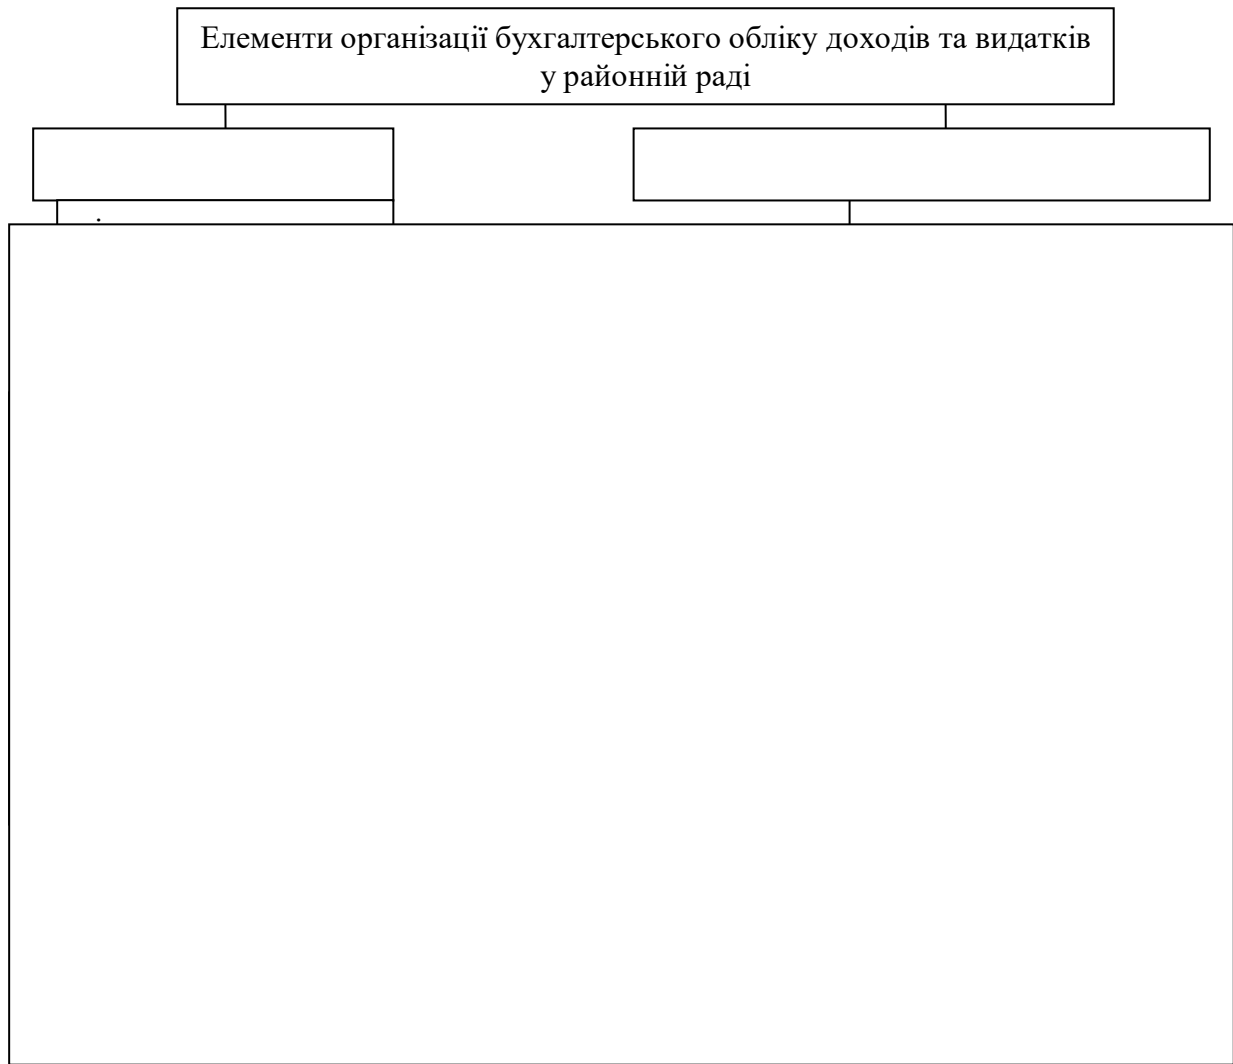 Елементи організації бухгалтерського обліку доходів та видатків
у районній раді